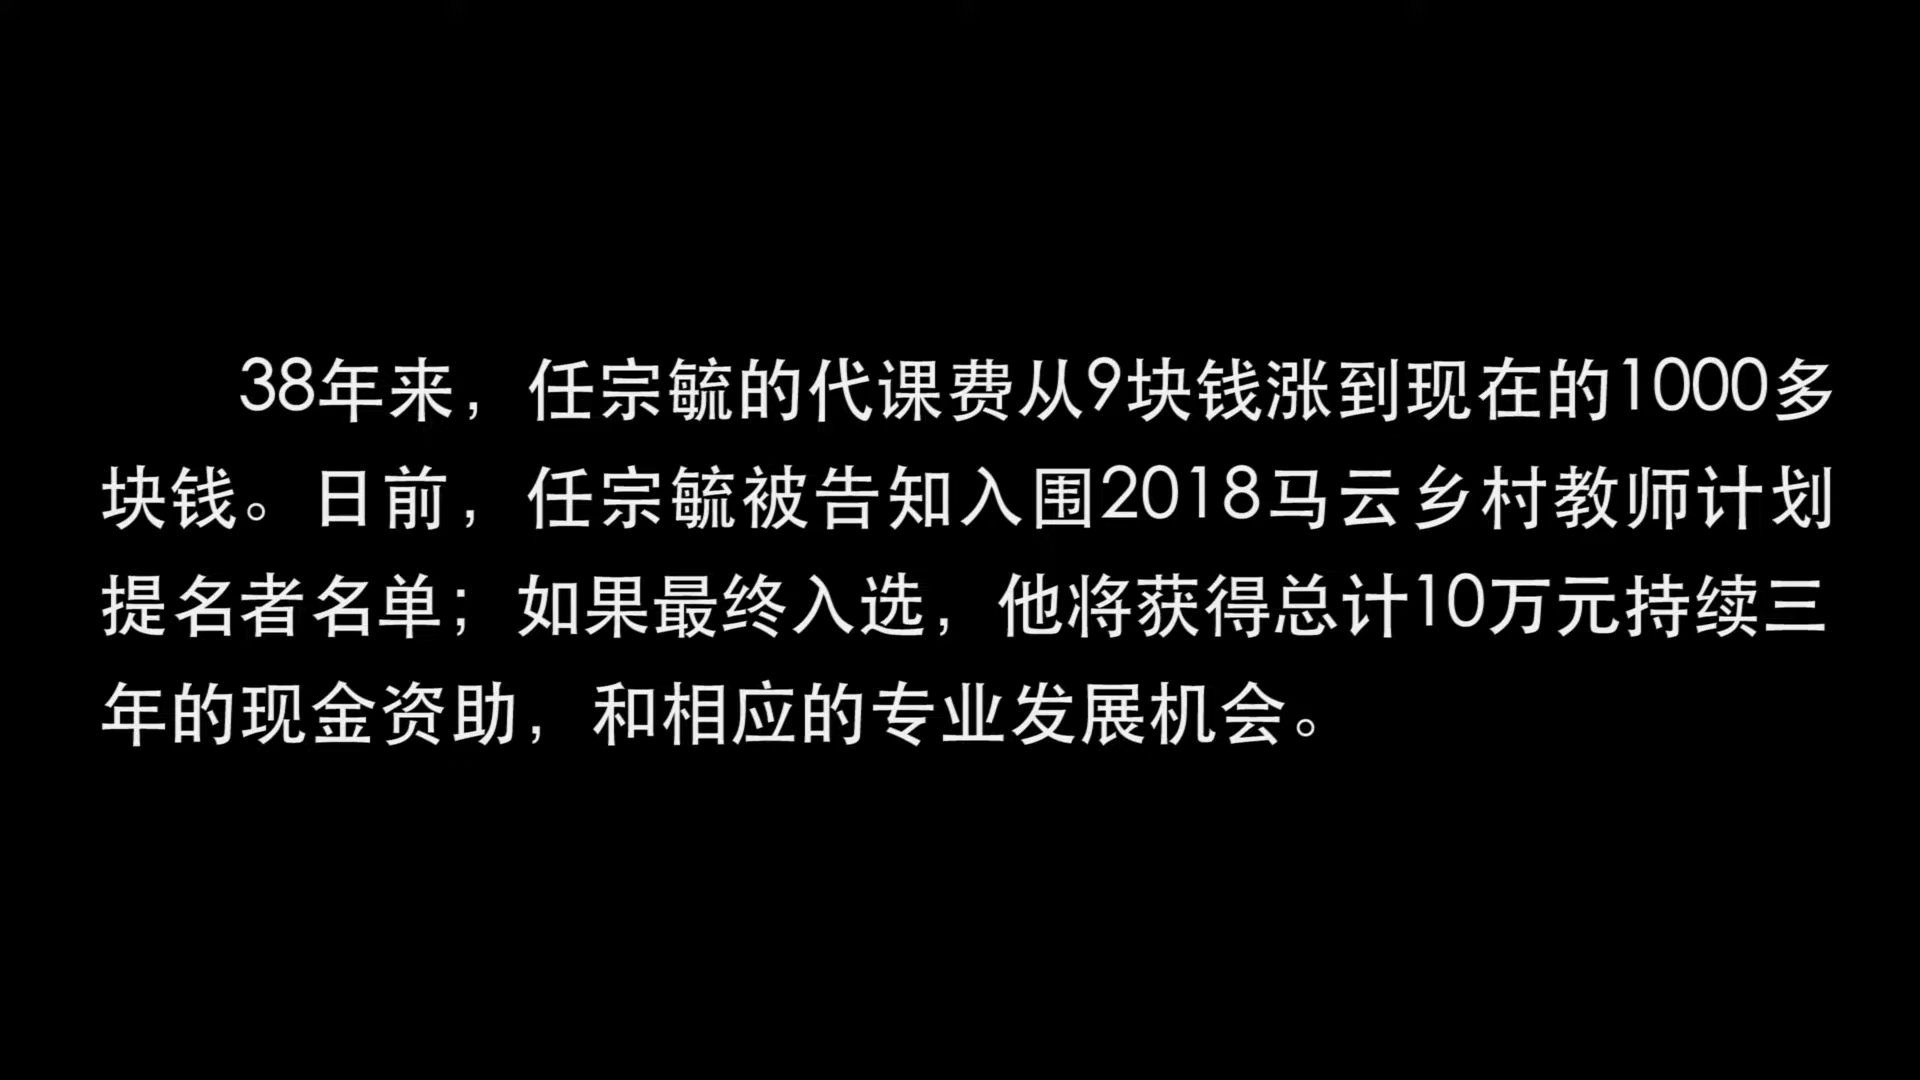 38年来，任宗毓的代课费从9块钱涨到现在的1000多
块钱。日前，任宗毓被告知入围2018马云乡村教师计划
提名者名单；如果最终入选，他将获得总计10万元持续三
年的现金资助，和相应的专业发展机会。